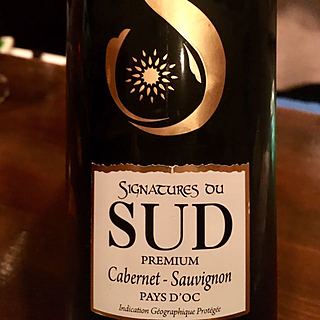 SIGNATURES DU
SUD
PREMIUM
Cabernet - Sauvignon
PAYS D'OC
Indication Géographique Protégée